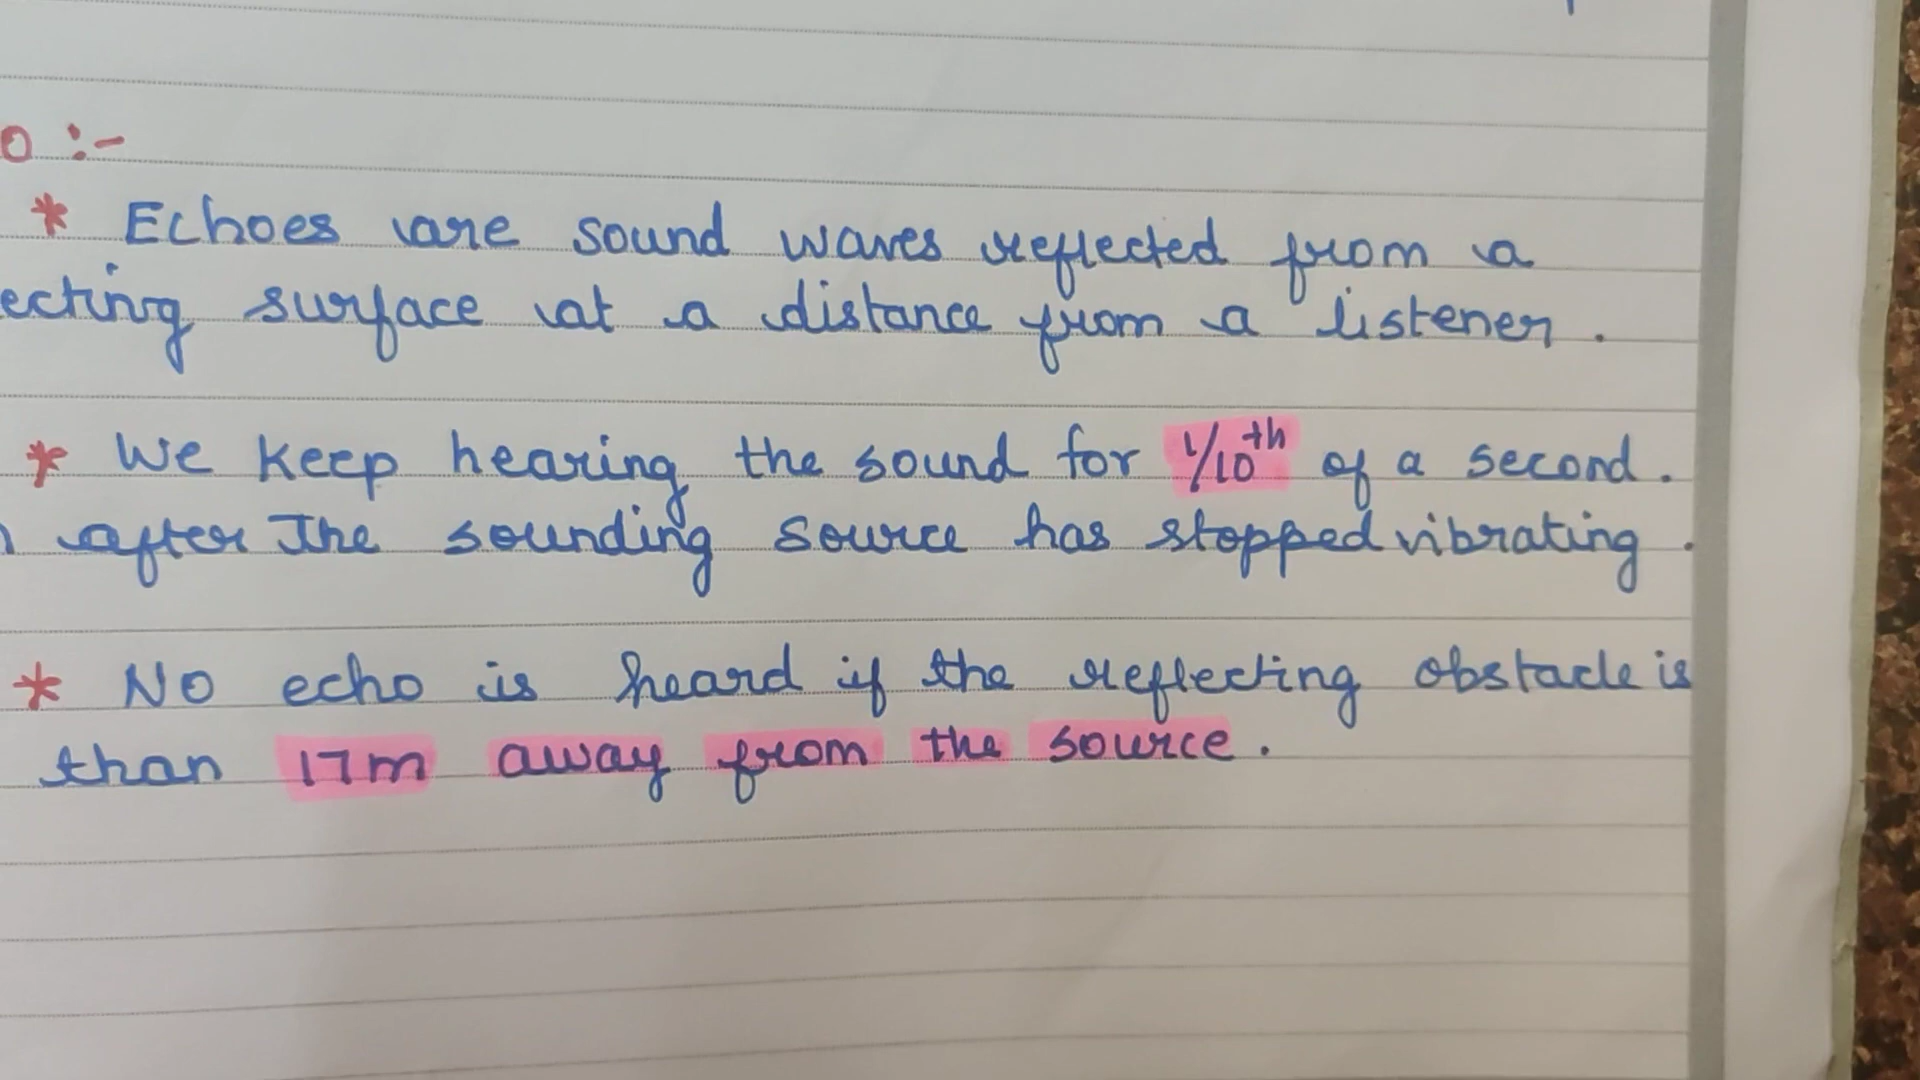 O :-
* Echoes are sound waves reflected from a
ecting surface at a distance from a listener .
* We keep hearing the sound for 1/10th of a second .
after The sounding source has stopped vibrating .
* No echo is heard if the reflecting obstacle is
than 17m away from the source .